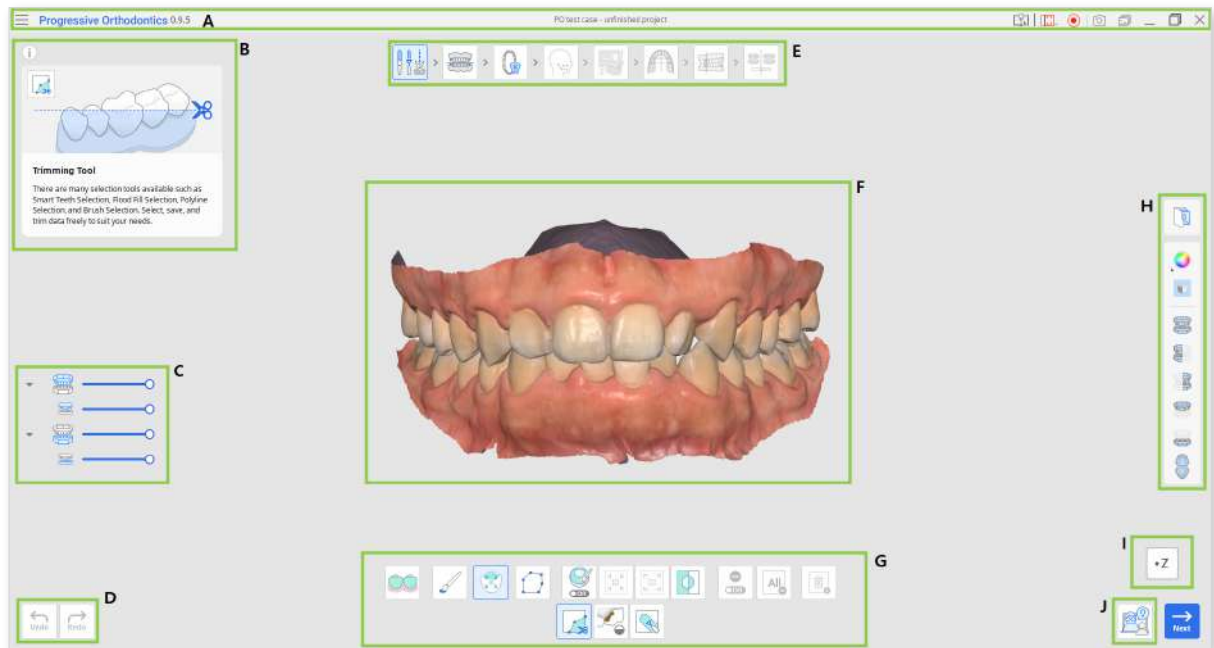 Progressive Orthodontics 0.9.5 A
PO test case - unfinished project
B
E
Trimming Tool
There are many selection tools available such as
Smart Teeth Selection, Flood Fill Selection, Polyline
Selection, and Brush Selection. Select, save, and
trim data freely to suit your needs.
F
H
C
I
Z
G
All
D
Undo Redo
J
Next